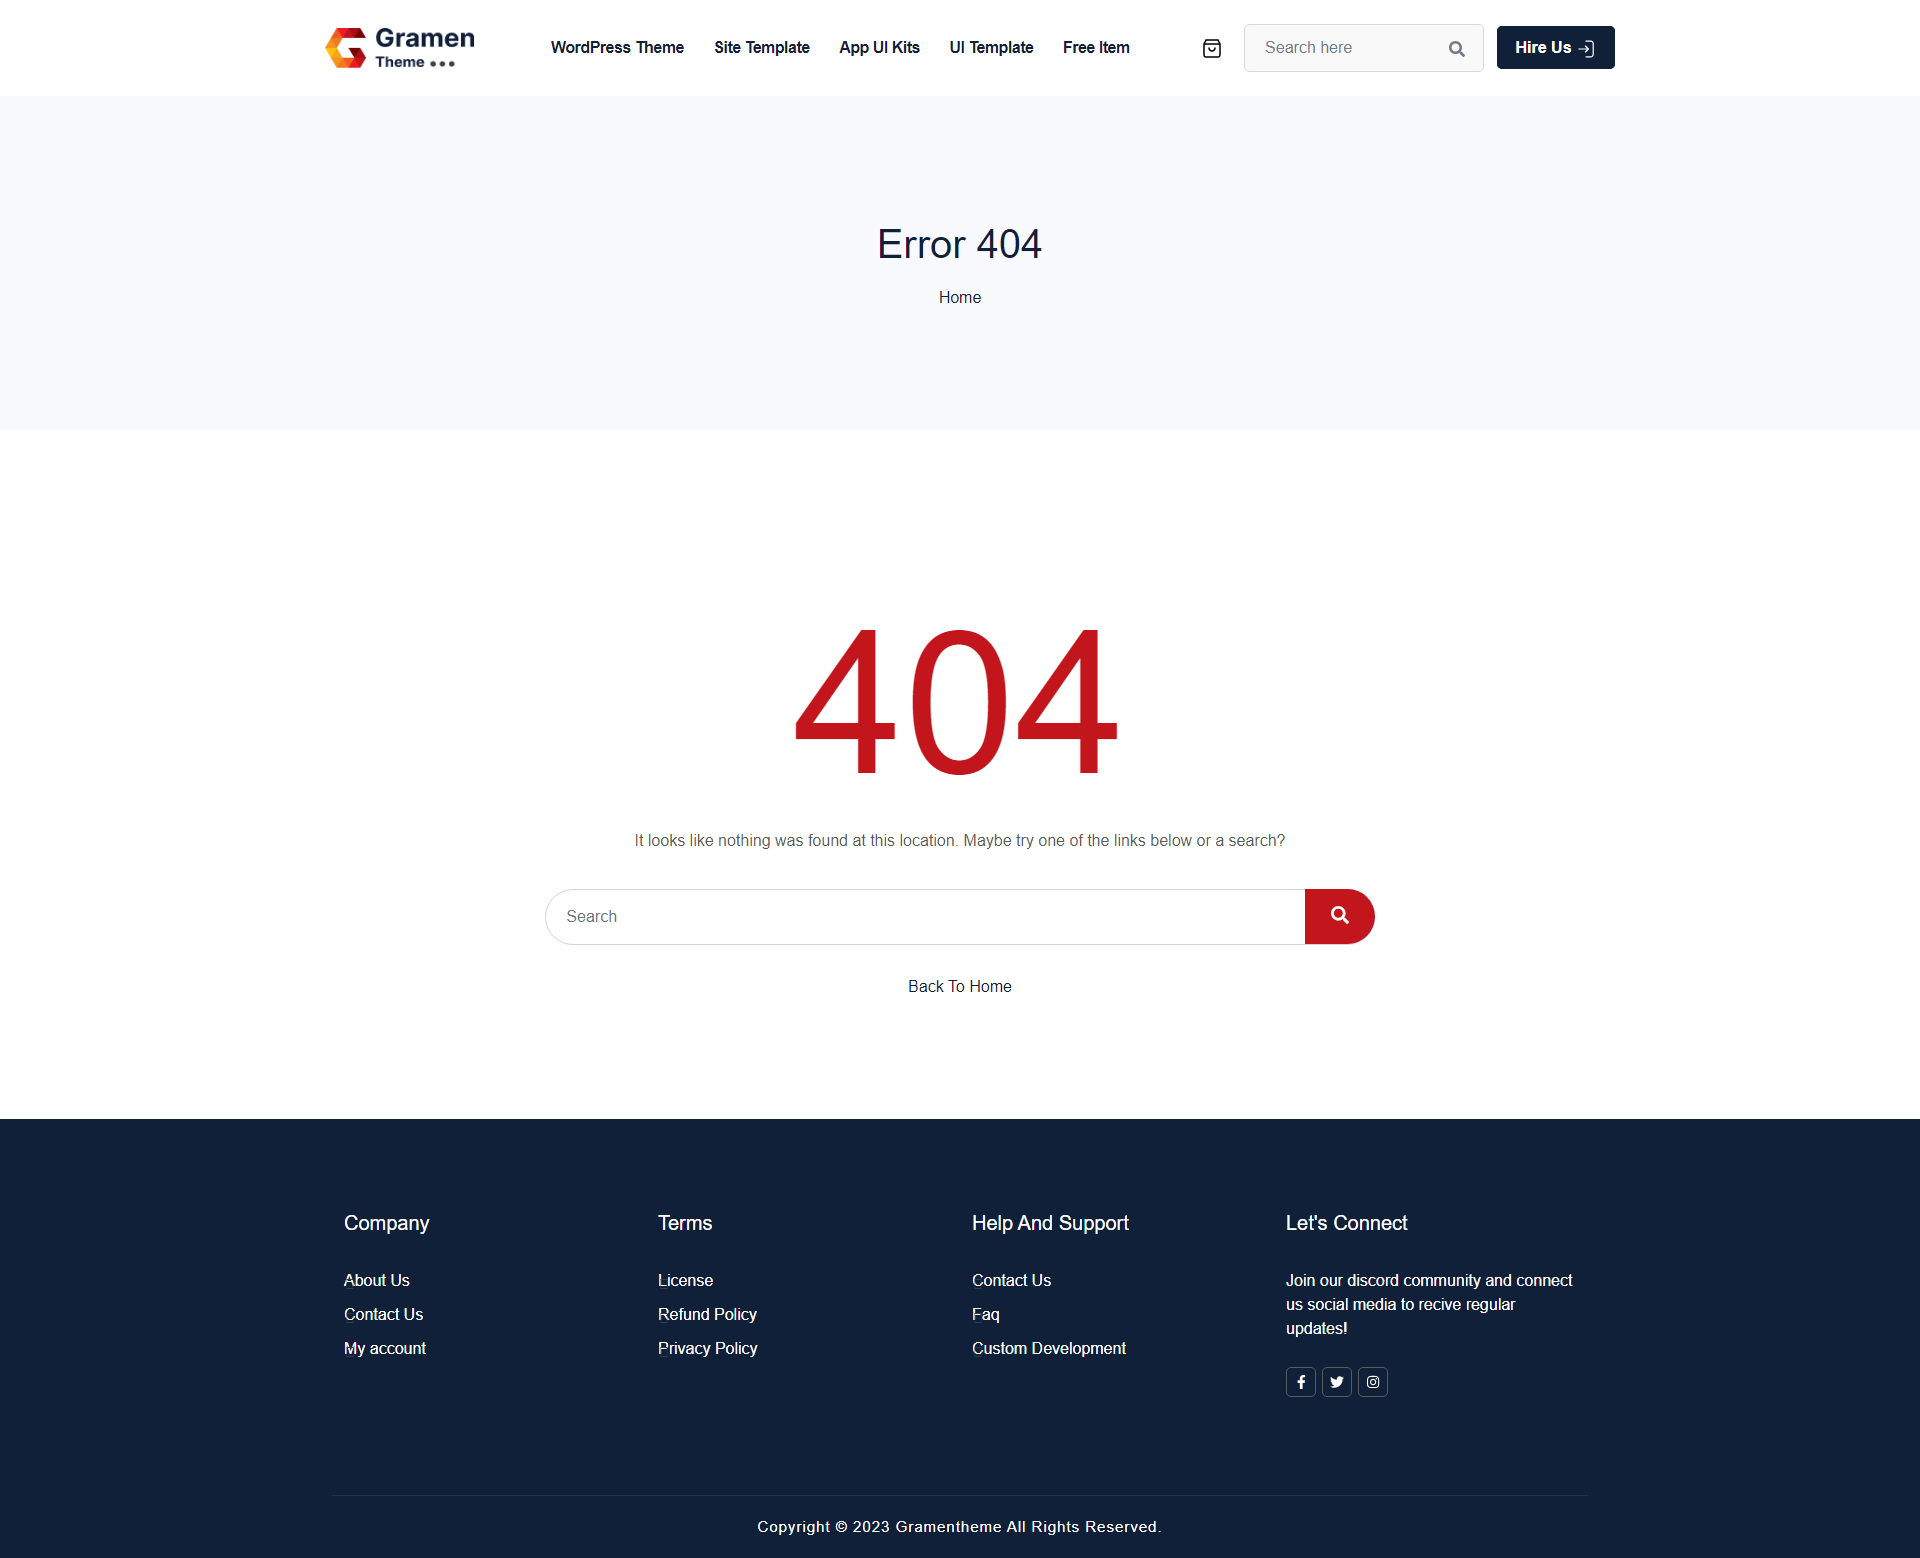 Gramen
Theme
WordPress Theme
Site Template
App UI Kits
UI Template
Free Item
Search here
Hire Us
Error 404
Home
404
It looks like nothing was found at this location. Maybe try one of the links below or a search?
Search
Back To Home
Company
About Us
Contact Us
My account
Terms
License
Refund Policy
Privacy Policy
Help And Support
Contact Us
Faq
Custom Development
Let's Connect
Join our discord community and connect
us social media to recive regular
updates!
Copyright © 2023 Gramentheme All Rights Reserved.